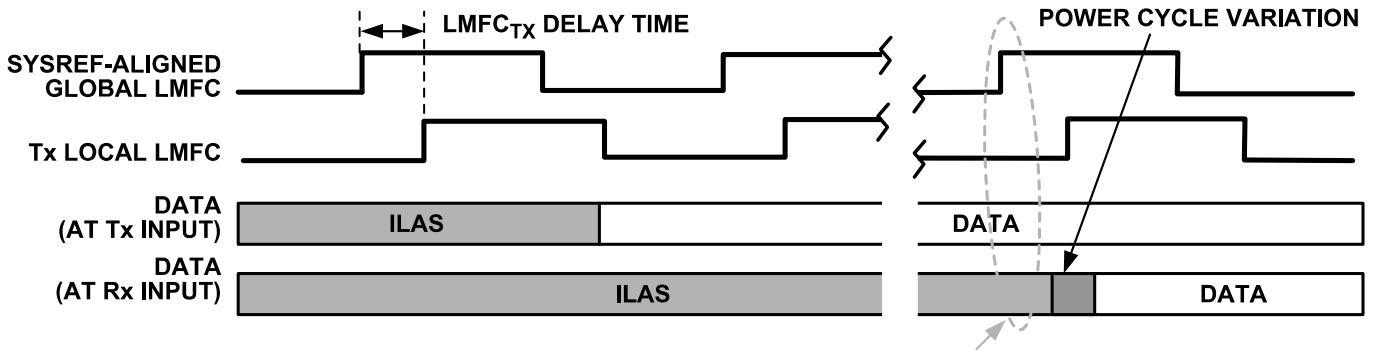 LMFCTX DELAY TIME
POWER CYCLE VARIATION
SYSREF-ALIGNED
GLOBAL LMFC
Tx LOCAL LMFC
DATA
(AT Tx INPUT)
ILAS
DATA
DATA
(AT Rx INPUT)
ILAS
DATA